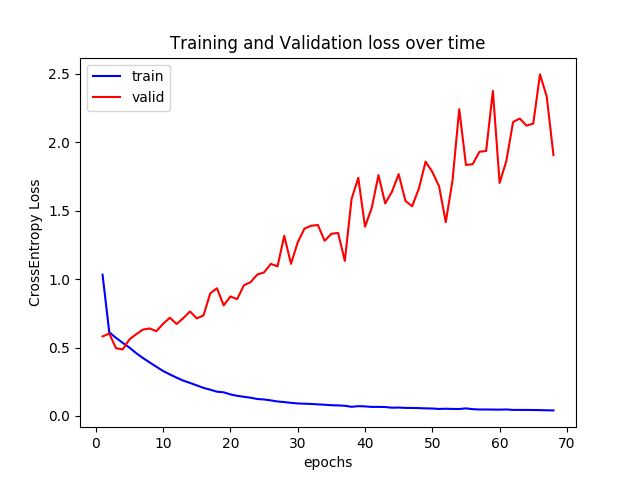 Training and Validation loss over time
train
valid
CrossEntropy Loss
2.5
2.0
1.5
1.0
0.5
0.0
0 10 20 30 40 50 60 70
epochs